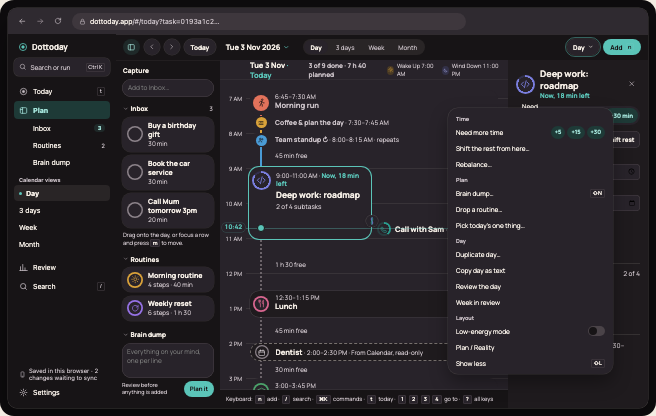 dottoday.app/#/today?task=0193a1c2...
Dottoday
Today
Tue 3 Nov 2026
Day
3 days
Week
Month
Day
Add n
Search or run
Ctrl K
Today
t
Plan
Inbox
3
Routines
2
Brain dump
Calendar views
Day
3 days
Week
Month
Review
Search
/
Saved in this browser · 2
changes waiting to sync
Settings
Capture
Add to Inbox...
Inbox
3
Buy a birthday
gift
30 min
Book the car
service
30 min
Call Mum
tomorrow 3pm
20 min
Drag onto the day, or focus a row
and press m to move.
Routines
Morning routine
4 steps · 40 min
Weekly reset
6 steps · 1 h 30
Brain dump
Everything on your mind,
one per line
Review before
anything is added
Plan it
Tue 3 Nov ·
Today
3 of 9 done · 7 h 40
planned
Wake Up 7:00
AM
Wind Down 11:00
PM
7 AM
8 AM
9 AM
10 AM
10:42
11 AM
12 PM
1 PM
2 PM
3 PM
6:45–7:30 AM
Morning run
Coffee & plan the day · 7:30–7:45 AM
Team standup · 8:00–8:15 AM · repeats
45 min free
9:00–11:00 AM · Now, 18 min
left
Deep work: roadmap
2 of 4 subtasks
Call with Sam
1 h 30 free
12:30–1:15 PM
Lunch
45 min free
Dentist · 2:00–2:30 PM · From Calendar, read-only
30 min free
3:00–3:45 PM
Keyboard: n add · / search · ⌘K commands · t today · 1 2 3 4 go to · ? all keys
Deep work:
roadmap
Now, 18 min left
Need
30 min
hift rest
2 of 4
Time
Need more time
+5
+15
+30
Shift the rest from here...
Rebalance...
Plan
Brain dump...
Drop a routine...
Pick today's one thing...
Day
Duplicate day...
Copy day as text
Review the day
Week in review
Layout
Low-energy mode
Plan / Reality
Show less